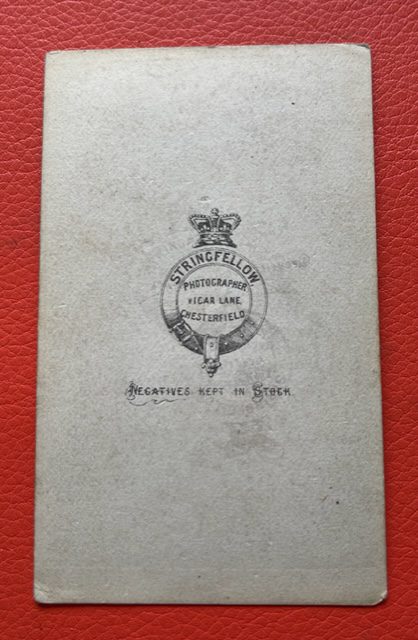 STRINGFELLOW
PHOTOGRAPHER
VICAR LANE
CHESTERFIELD
NEGATIVES KEPT IN STOCK.